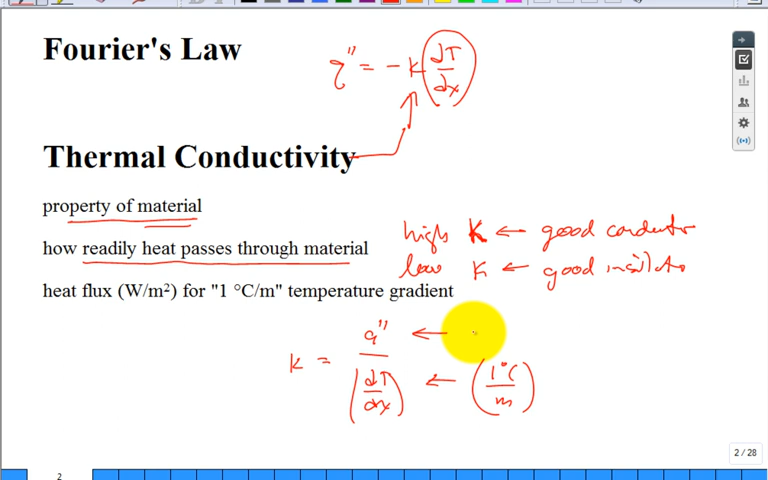 Fourier's Law
q" = -k dT/dx
Thermal Conductivity
property of material
how readily heat passes through material
heat flux (W/m²) for "1 °C/m" temperature gradient
high k ← good conductor
low k ← good insulator
k = q" / (dT/dx)
←
← (1°C/m)
2 / 28
2